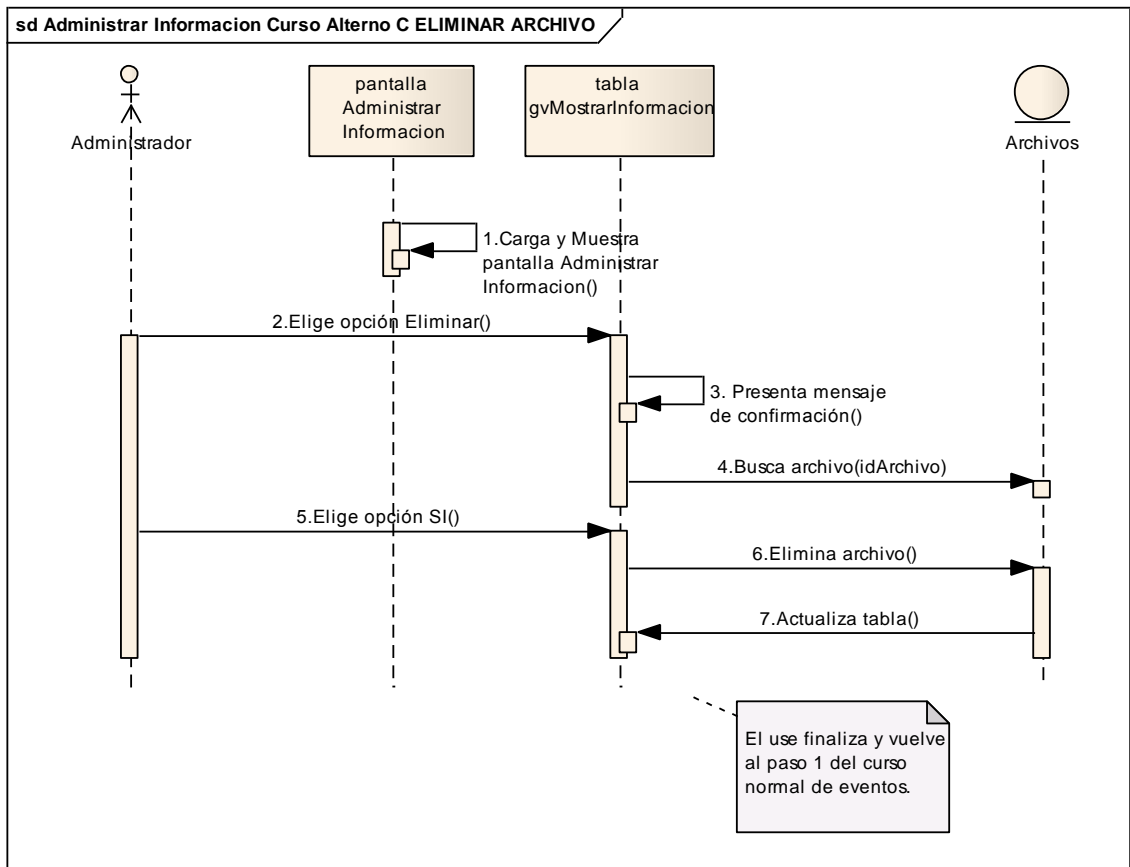 sd Administrar Informacion Curso Alterno C ELIMINAR ARCHIVO
Administrador
pantalla
Administrar
Informacion
tabla
gvMostrarInformacion
Archivos
1.Carga y Muestra
pantalla Administrar
Informacion()
2.Elige opción Eliminar()
3. Presenta mensaje
de confirmación()
4.Busca archivo(idArchivo)
5.Elige opción SI()
6.Elimina archivo()
7.Actualiza tabla()
El use finaliza y vuelve
al paso 1 del curso
normal de eventos.